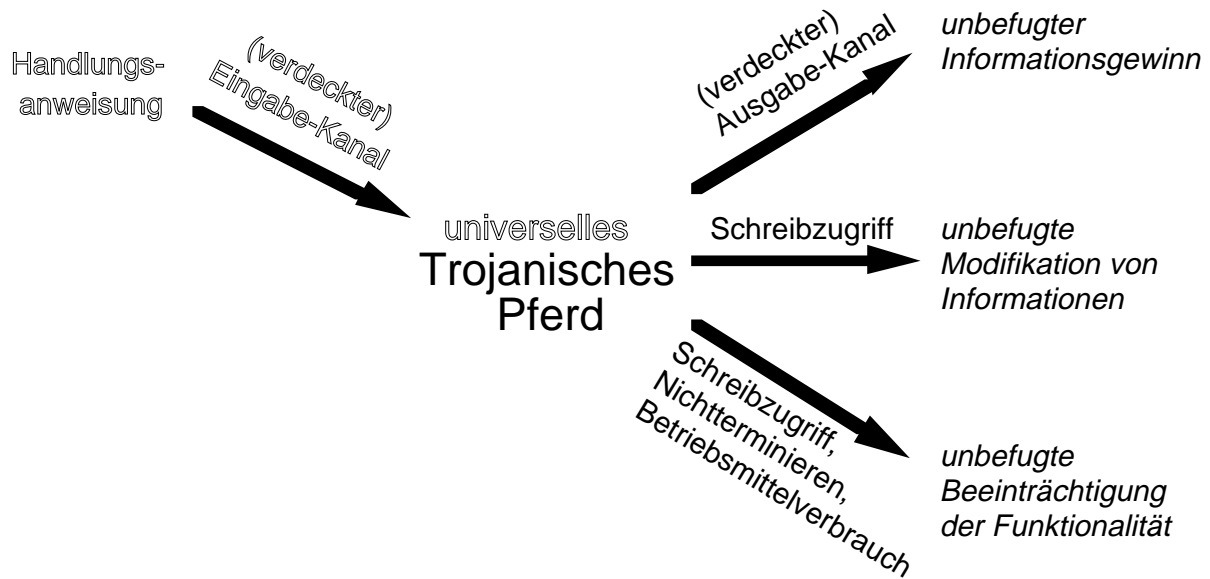 Handlungs-
anweisung
(verdeckter)
Eingabe-Kanal
universelles
Trojanisches
Pferd
(verdeckter)
Ausgabe-Kanal
unbefugter
Informationsgewinn
Schreibzugriff
unbefugte
Modifikation von
Informationen
Schreibzugriff,
Nichtterminieren,
Betriebsmittelverbrauch
unbefugte
Beeinträchtigung
der Funktionalität